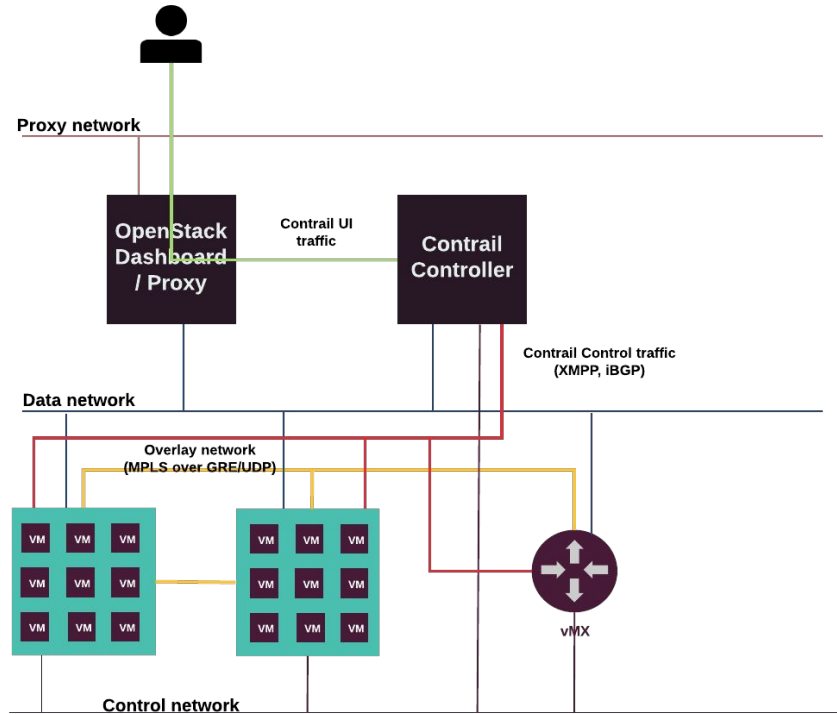 Proxy network
OpenStack
Dashboard
/ Proxy
Contrail UI
traffic
Contrail
Controller
Contrail Control traffic
(XMPP, iBGP)
Data network
Overlay network
(MPLS over GRE/UDP)
VM VM VM
VM VM VM
VM VM VM
VM VM VM
VM VM VM
VM VM VM
vMX
Control network